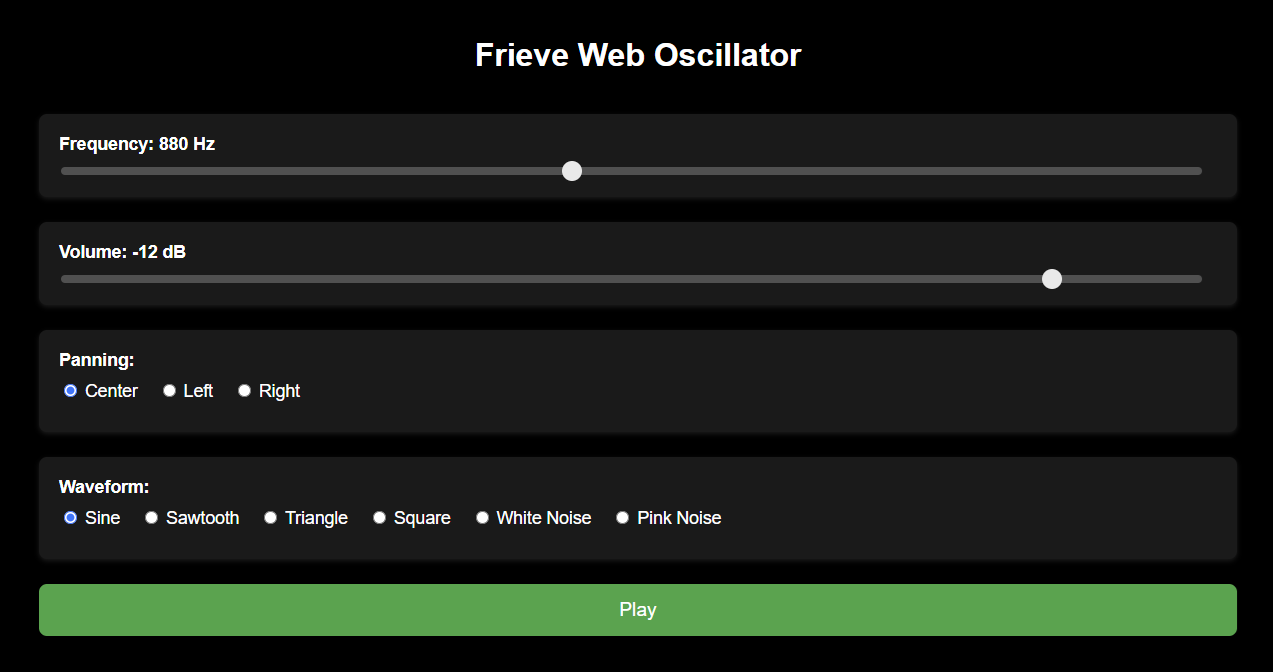 Frieve Web Oscillator
Frequency: 880 Hz
Volume: -12 dB
Panning:
Center Left Right
Waveform:
Sine Sawtooth Triangle Square White Noise Pink Noise
Play